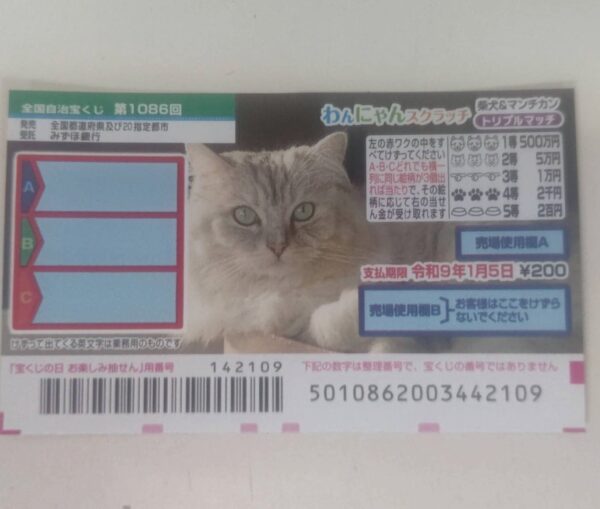 全国自治宝くじ 第1086回
発売 全国都道府県及び20指定都市
受託 みずほ銀行
わんにゃんスクラッチ
柴犬&マンチカン
トリプルマッチ
左の赤ワクの中をす
べてけずってください
A・B・Cどれでも横一
列に同じ絵柄が3個出
れば当たりで、その絵
柄に応じて右の当せ
ん金が受け取れます
1等 500万円
2等 5万円
3等 1万円
4等 2千円
5等 2百円
A
B
C
売場使用欄A
支払期限 令和9年1月5日 ¥200
売場使用欄B
お客様はここをけずら
ないでください
けずって出てくる英文字は業務用のものです
「宝くじの日 お楽しみ抽せん」用番号 142109
下記の数字は整理番号で、宝くじの番号ではありません
5010862003442109